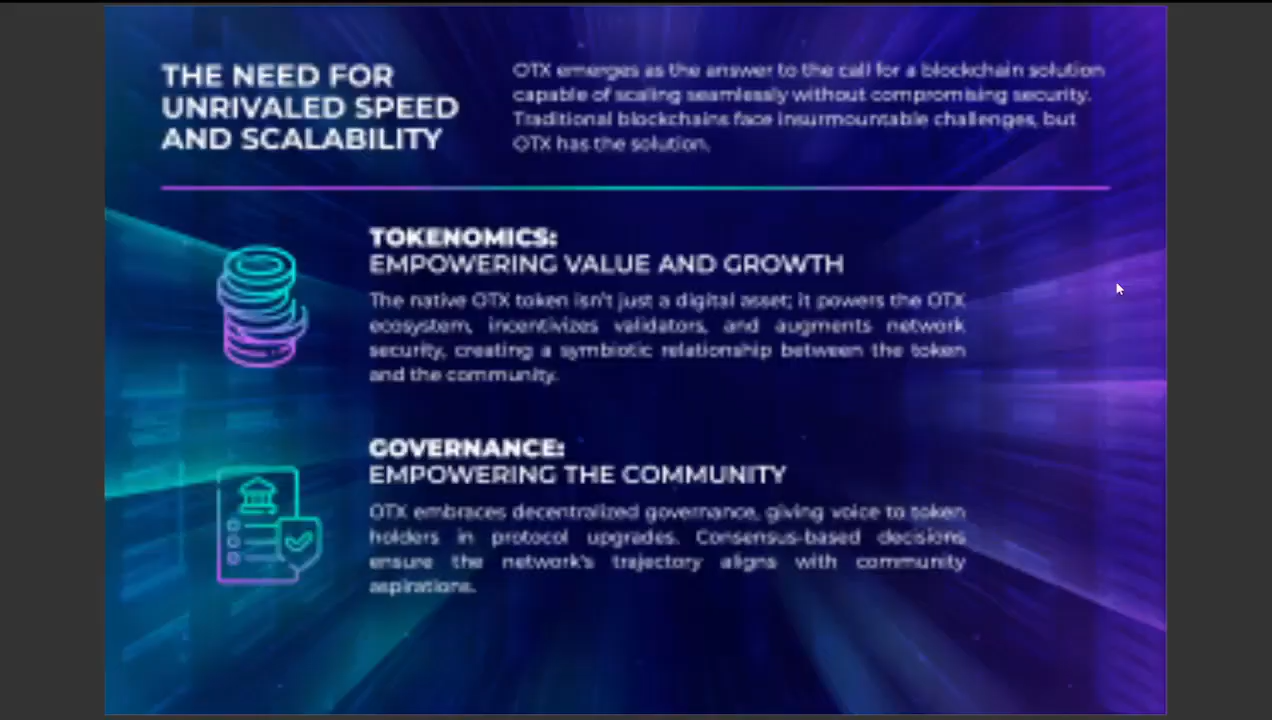 THE NEED FOR
UNRIVALED SPEED
AND SCALABILITY
OTX emerges as the answer to the call for a blockchain solution
capable of scaling seamlessly without compromising security.
Traditional blockchains face insurmountable challenges, but
OTX has the solution.
TOKENOMICS:
EMPOWERING VALUE AND GROWTH
The native OTX token isn't just a digital asset; it powers the OTX
ecosystem, incentivizes validators, and augments network
security, creating a symbiotic relationship between the token
and the community.
GOVERNANCE:
EMPOWERING THE COMMUNITY
OTX embraces decentralized governance, giving voice to token
holders in protocol upgrades. Consensus-based decisions
ensure the network's trajectory aligns with community
aspirations.